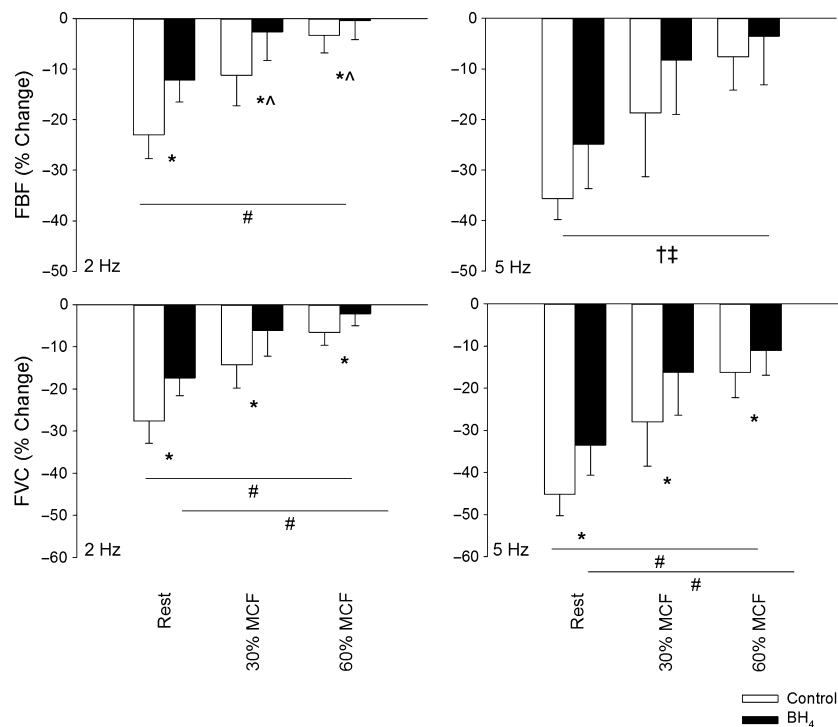 FBF (% Change)
0
−10
−20
−30
−40
−50
*
*^
*^
#
2 Hz
0
−10
−20
−30
−40
−50
†‡
5 Hz
FVC (% Change)
0
−10
−20
−30
−40
−50
−60
*
*
*
#
#
2 Hz
0
−10
−20
−30
−40
−50
−60
*
*
*
#
#
5 Hz
Rest
30% MCF
60% MCF
Rest
30% MCF
60% MCF
Control
BH₄